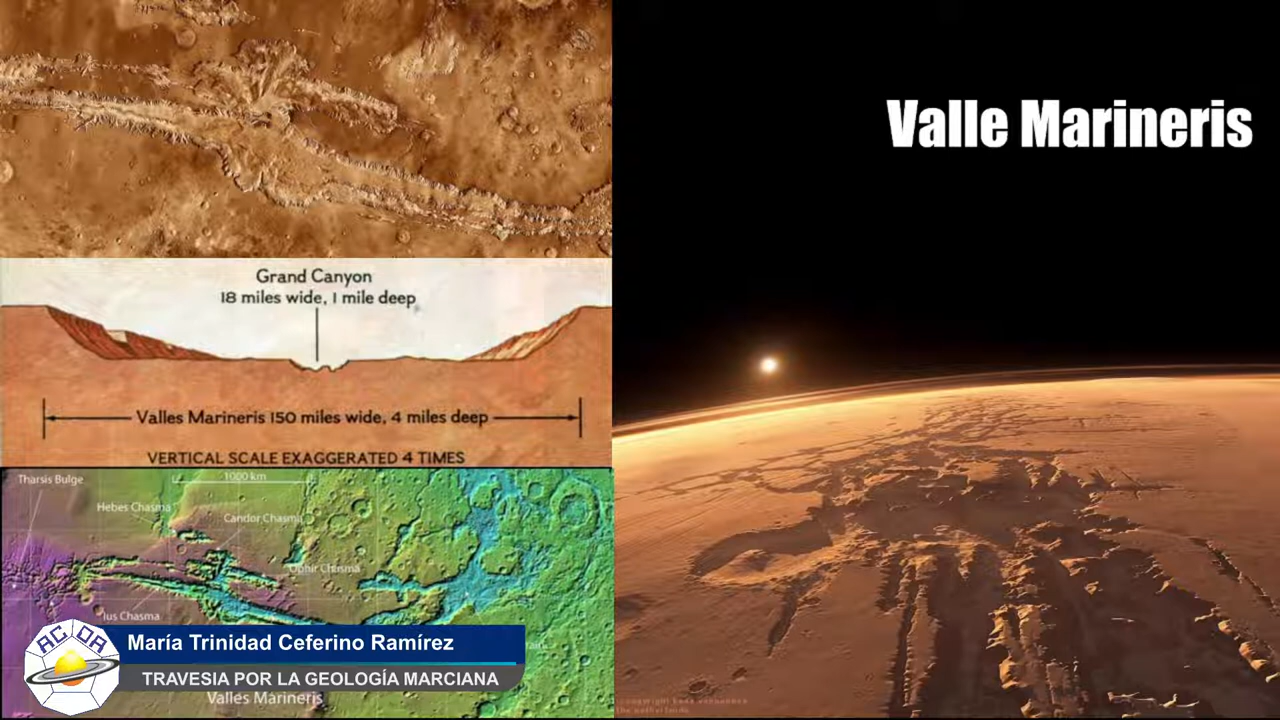 Valle Marineris
Grand Canyon
18 miles wide, 1 mile deep
Valles Marineris 150 miles wide, 4 miles deep
VERTICAL SCALE EXAGGERATED 4 TIMES
Tharsis Bulge
1000 km
Hebes Chasma
Candor Chasma
Ophir Chasma
Ius Chasma
ACDA
María Trinidad Ceferino Ramírez
TRAVESIA POR LA GEOLOGÍA MARCIANA
Valles Marineris